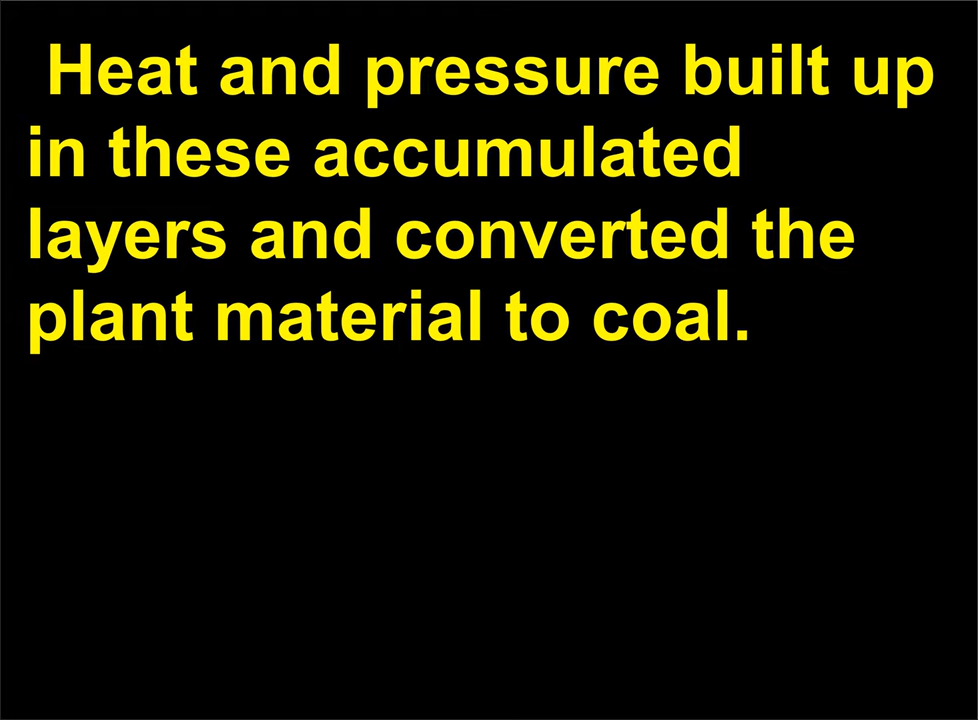 Heat and pressure built up
in these accumulated
layers and converted the
plant material to coal.